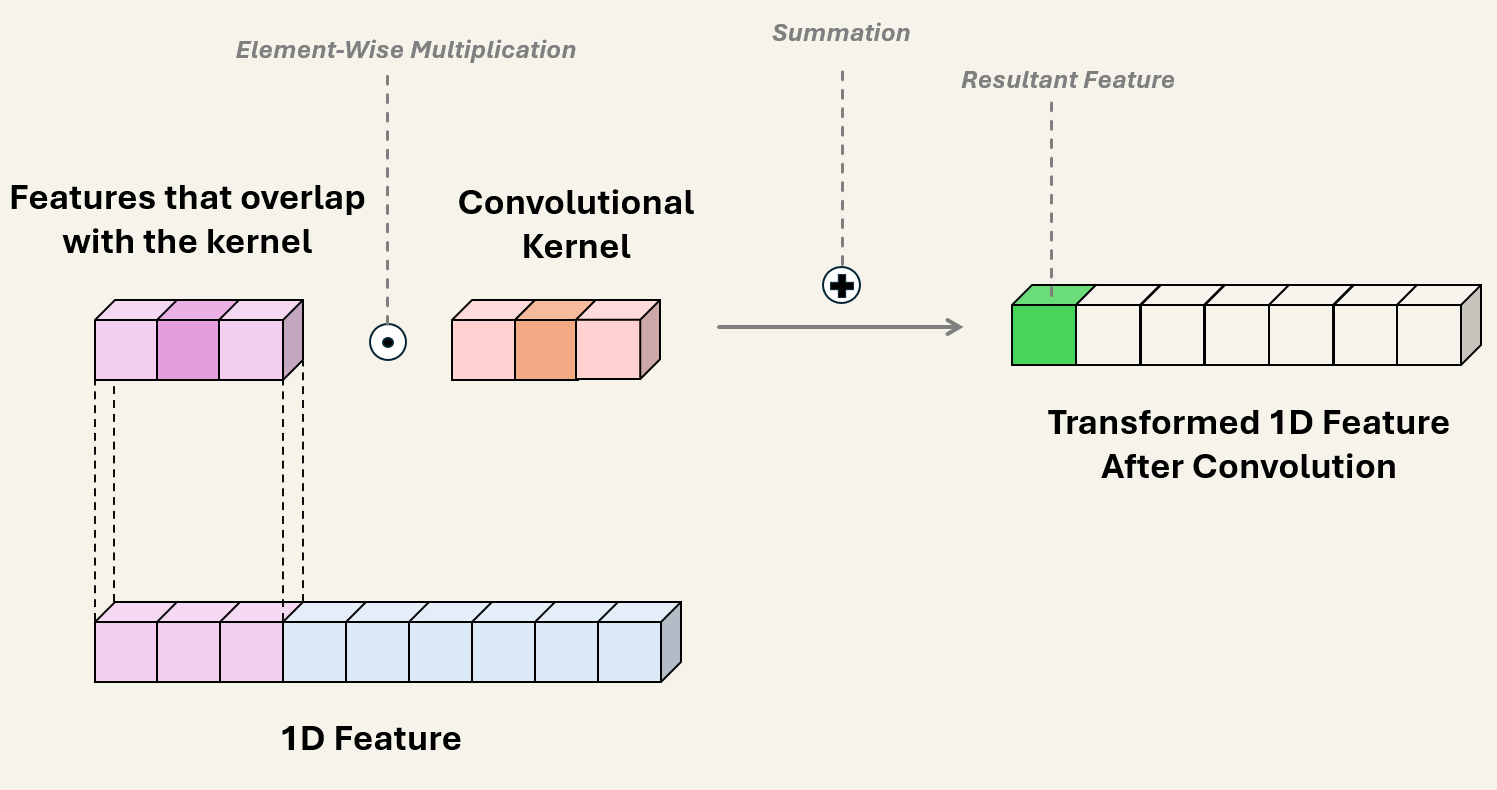 Element-Wise Multiplication
Summation
Resultant Feature
Features that overlap
with the kernel
Convolutional
Kernel
Transformed 1D Feature
After Convolution
1D Feature